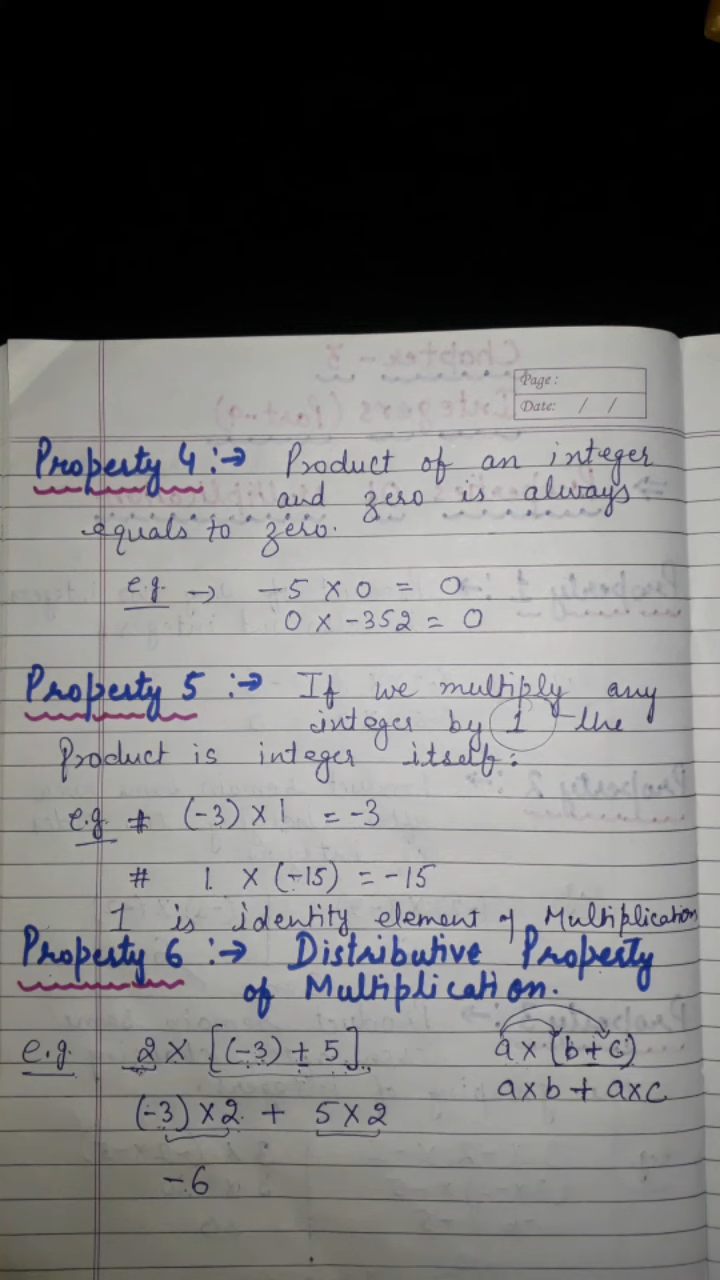 Page:
Date: / /
Property 4 :→ Product of an integer
and zero is always
equals to zero.
e.g. → -5 × 0 = 0
0 × -352 = 0
Property 5 :→ If we multiply any
integer by 1 the
Product is integer itself:
e.g # (-3) × 1 = -3
# 1 × (-15) = -15
1 is identity element of Multiplication
Property 6 :→ Distributive Property
of Multiplication.
e.g. 2 × [(-3) + 5] a × (b + c)
(-3) × 2 + 5 × 2 a×b + a×c
-6